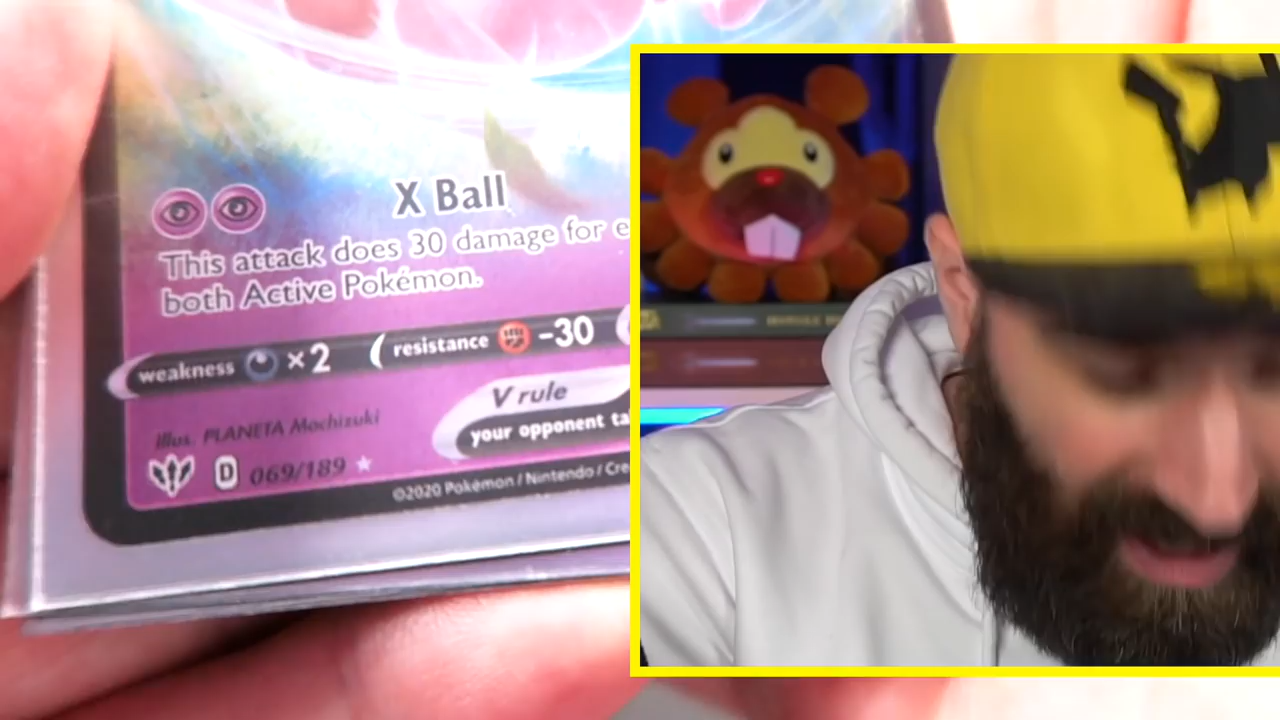 X Ball
This attack does 30 damage for e
both Active Pokémon.
weakness ×2
resistance -30
V rule
your opponent ta
Illus. PLANETA Mochizuki
D 069/189
©2020 Pokémon / Nintendo / Cre